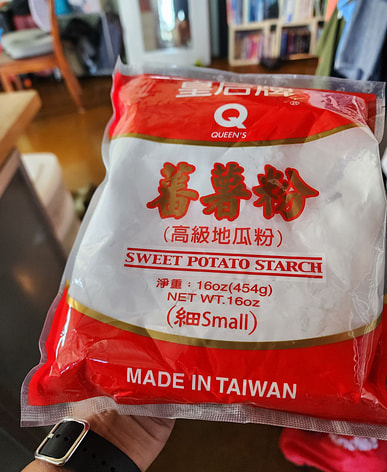 皇后牌®
Q
QUEEN'S
蕃薯粉
(高級地瓜粉)
SWEET POTATO STARCH
淨重：16oz(454g)
NET WT.16oz
(細Small)
MADE IN TAIWAN